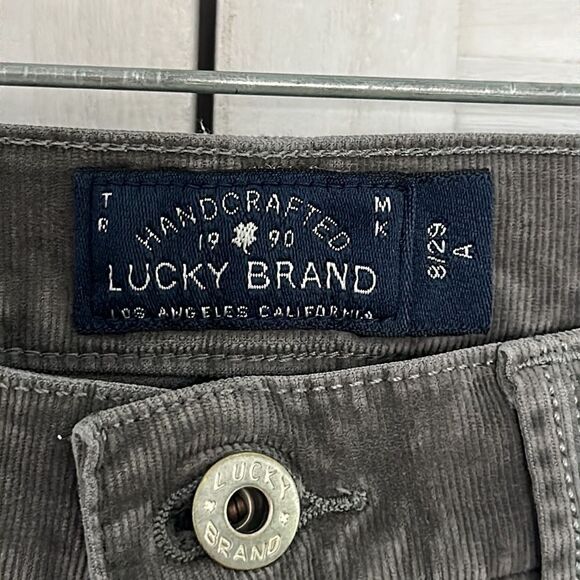 TR MK
HANDCRAFTED
19 90
LUCKY BRAND
LOS ANGELES CALIFORNIA
8/29
A
LUCKY
BRAND